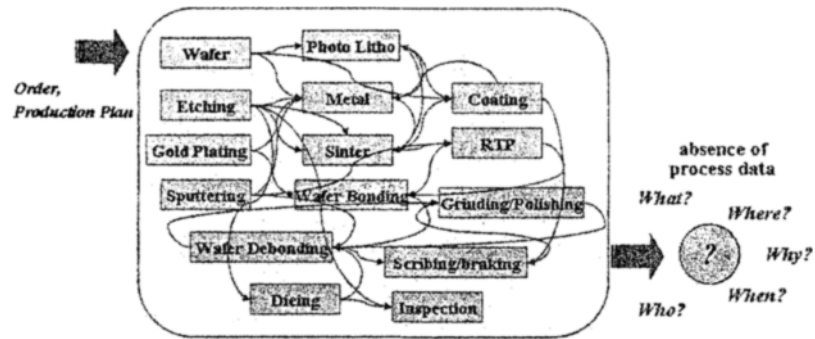 Order,
Production Plan
Wafer
Photo Litho
Etching
Metal
Coating
Gold Plating
Sinter
RTP
Sputtering
Wafer Bonding
Grinding/Polishing
Wafer Debonding
Scribing/braking
Dicing
Inspection
absence of
process data
What?
Where?
?
Why?
When?
Who?